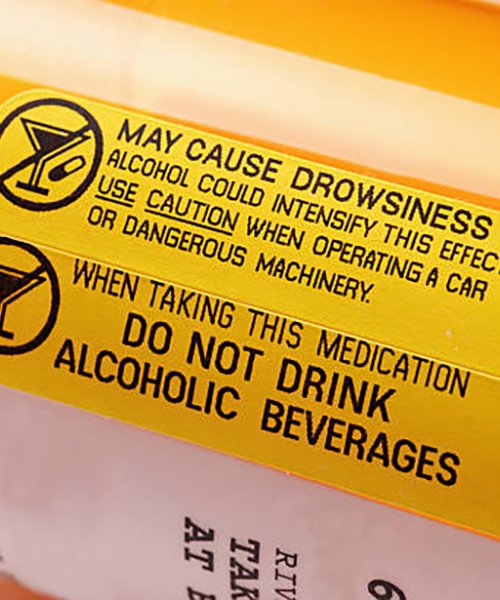 MAY CAUSE DROWSINESS
ALCOHOL COULD INTENSIFY THIS
USE CAUTION WHEN OPERATING A CAR
OR DANGEROUS MACHINERY.
WHEN TAKING THIS MEDICATION
DO NOT DRINK
ALCOHOLIC BEVERAGES
AT